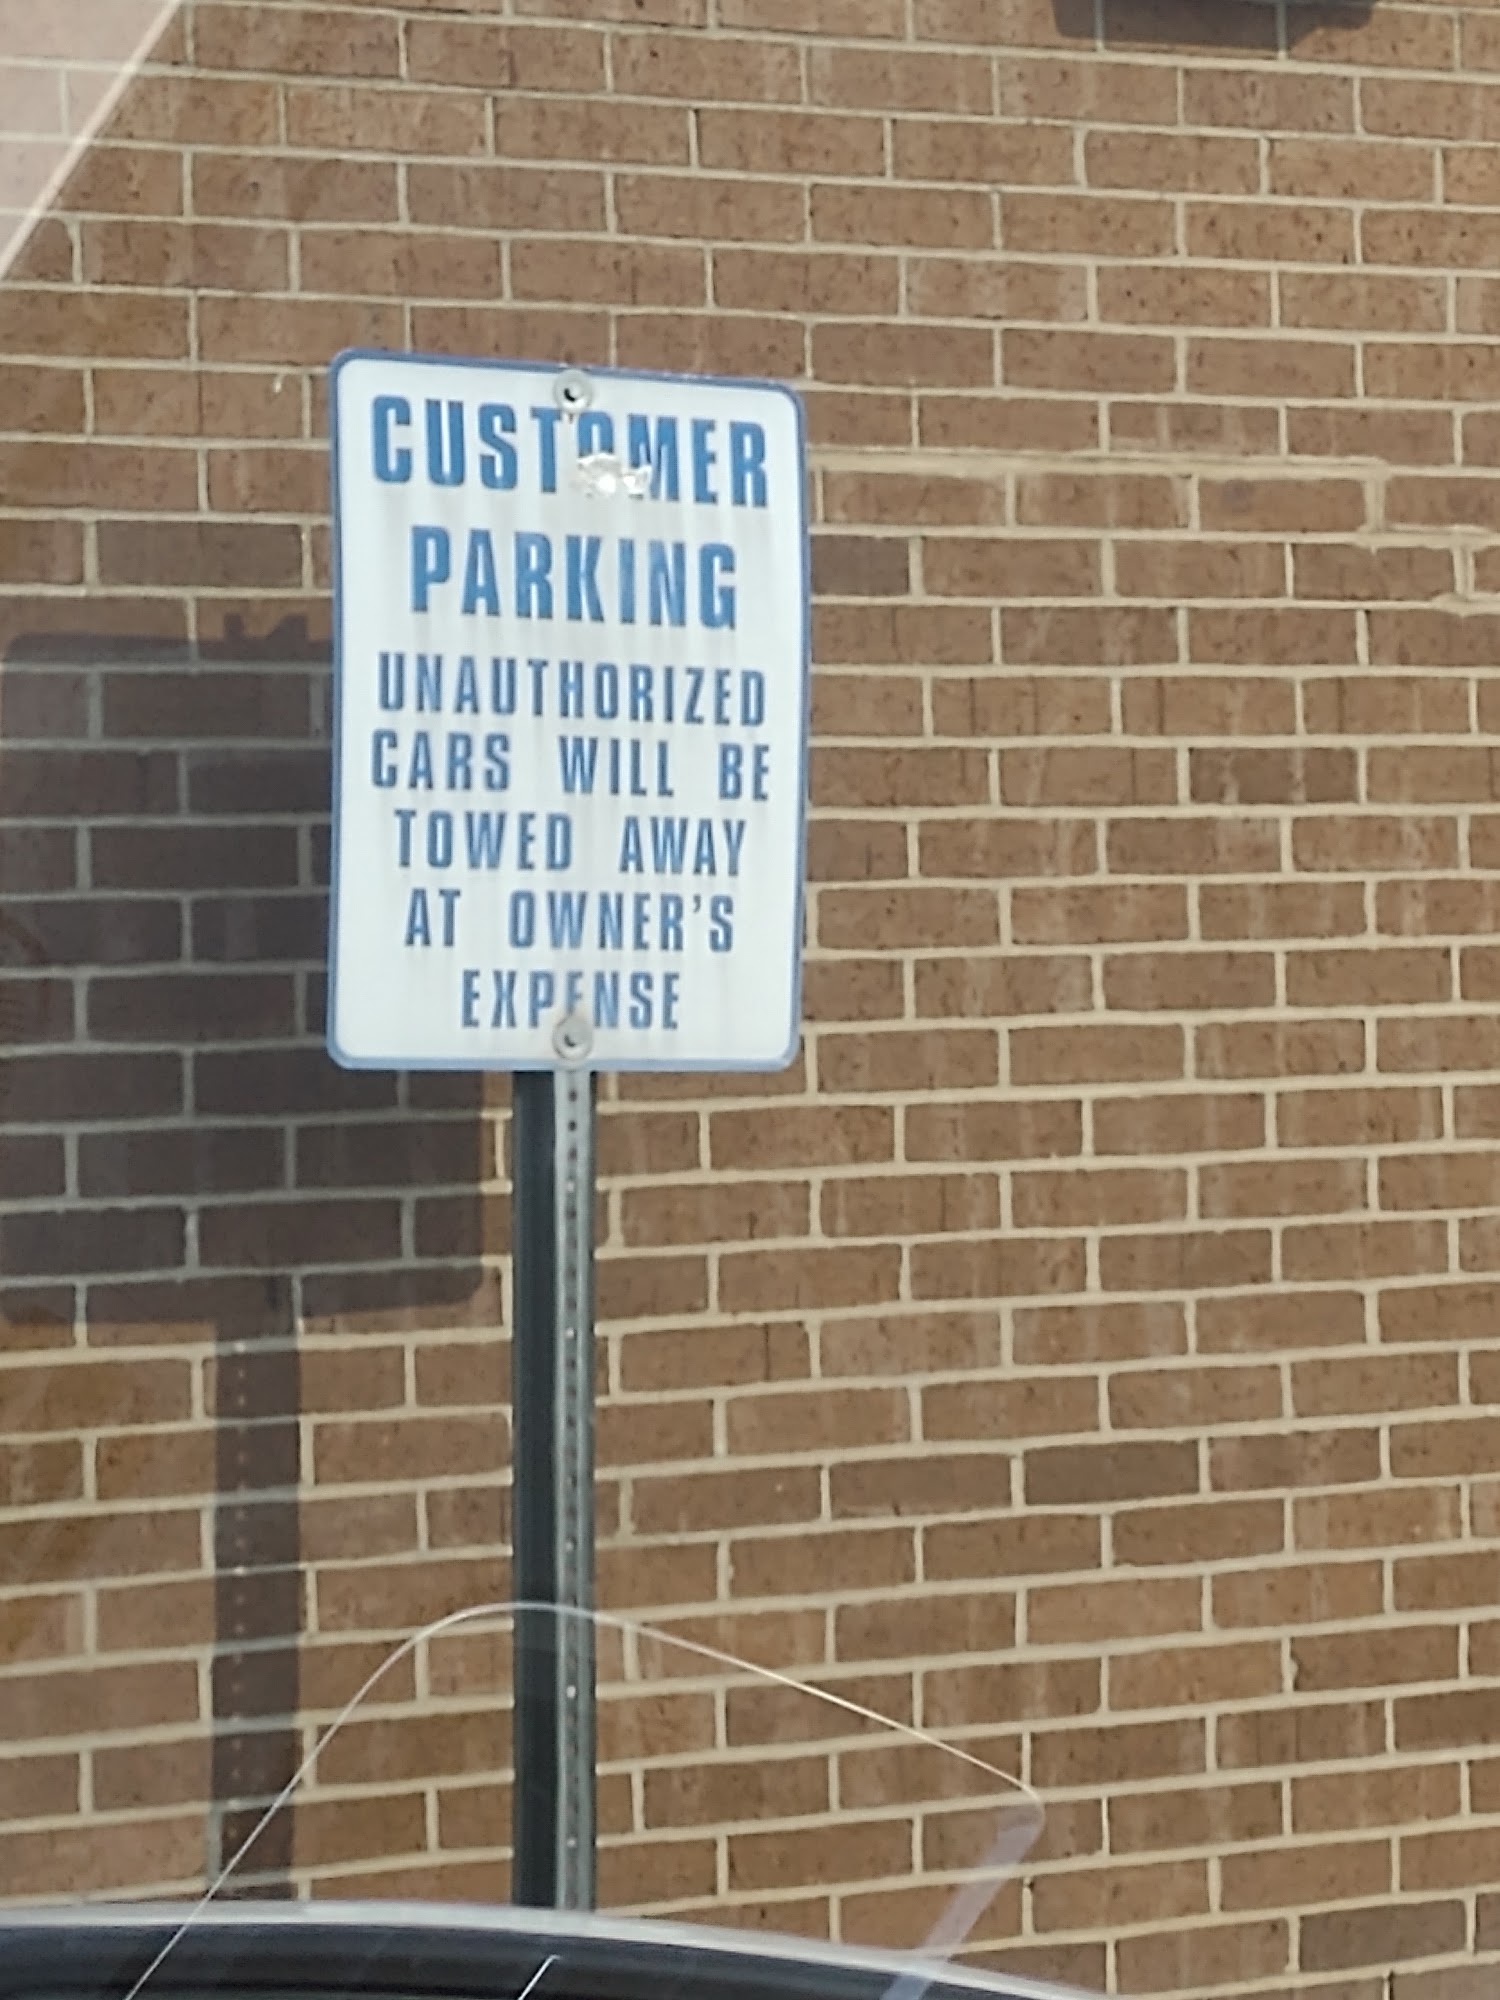 CUSTOMER
PARKING
UNAUTHORIZED
CARS WILL BE
TOWED AWAY
AT OWNER'S
EXPENSE